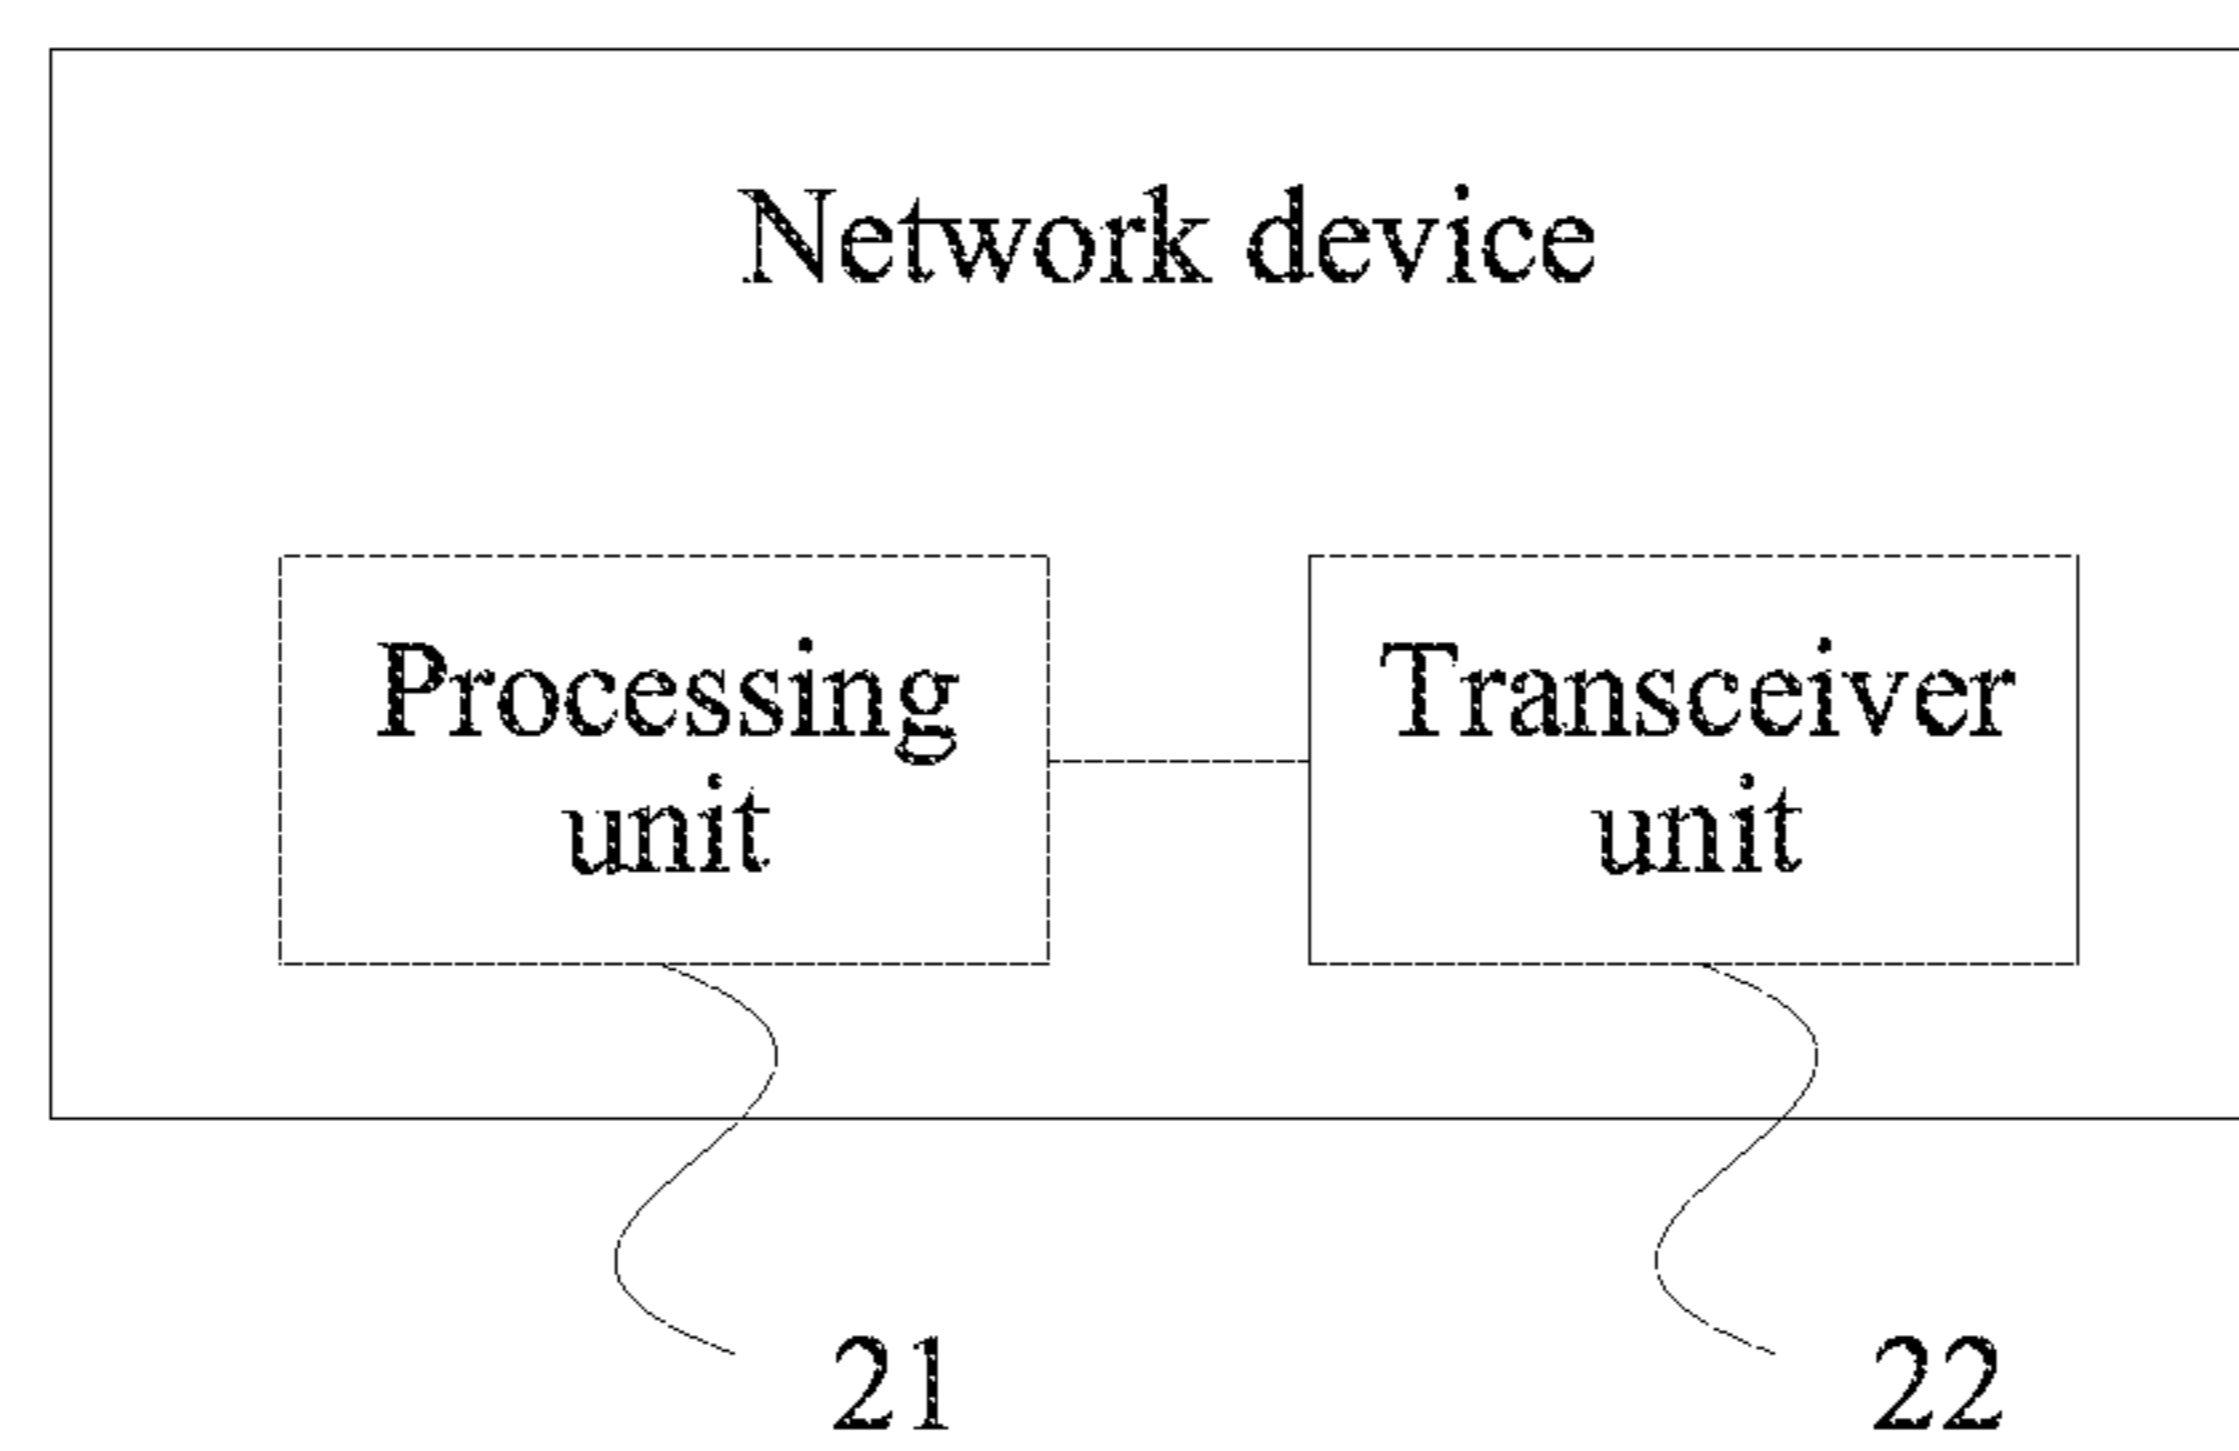 Network device
Processing
unit
Transceiver
unit
21
22